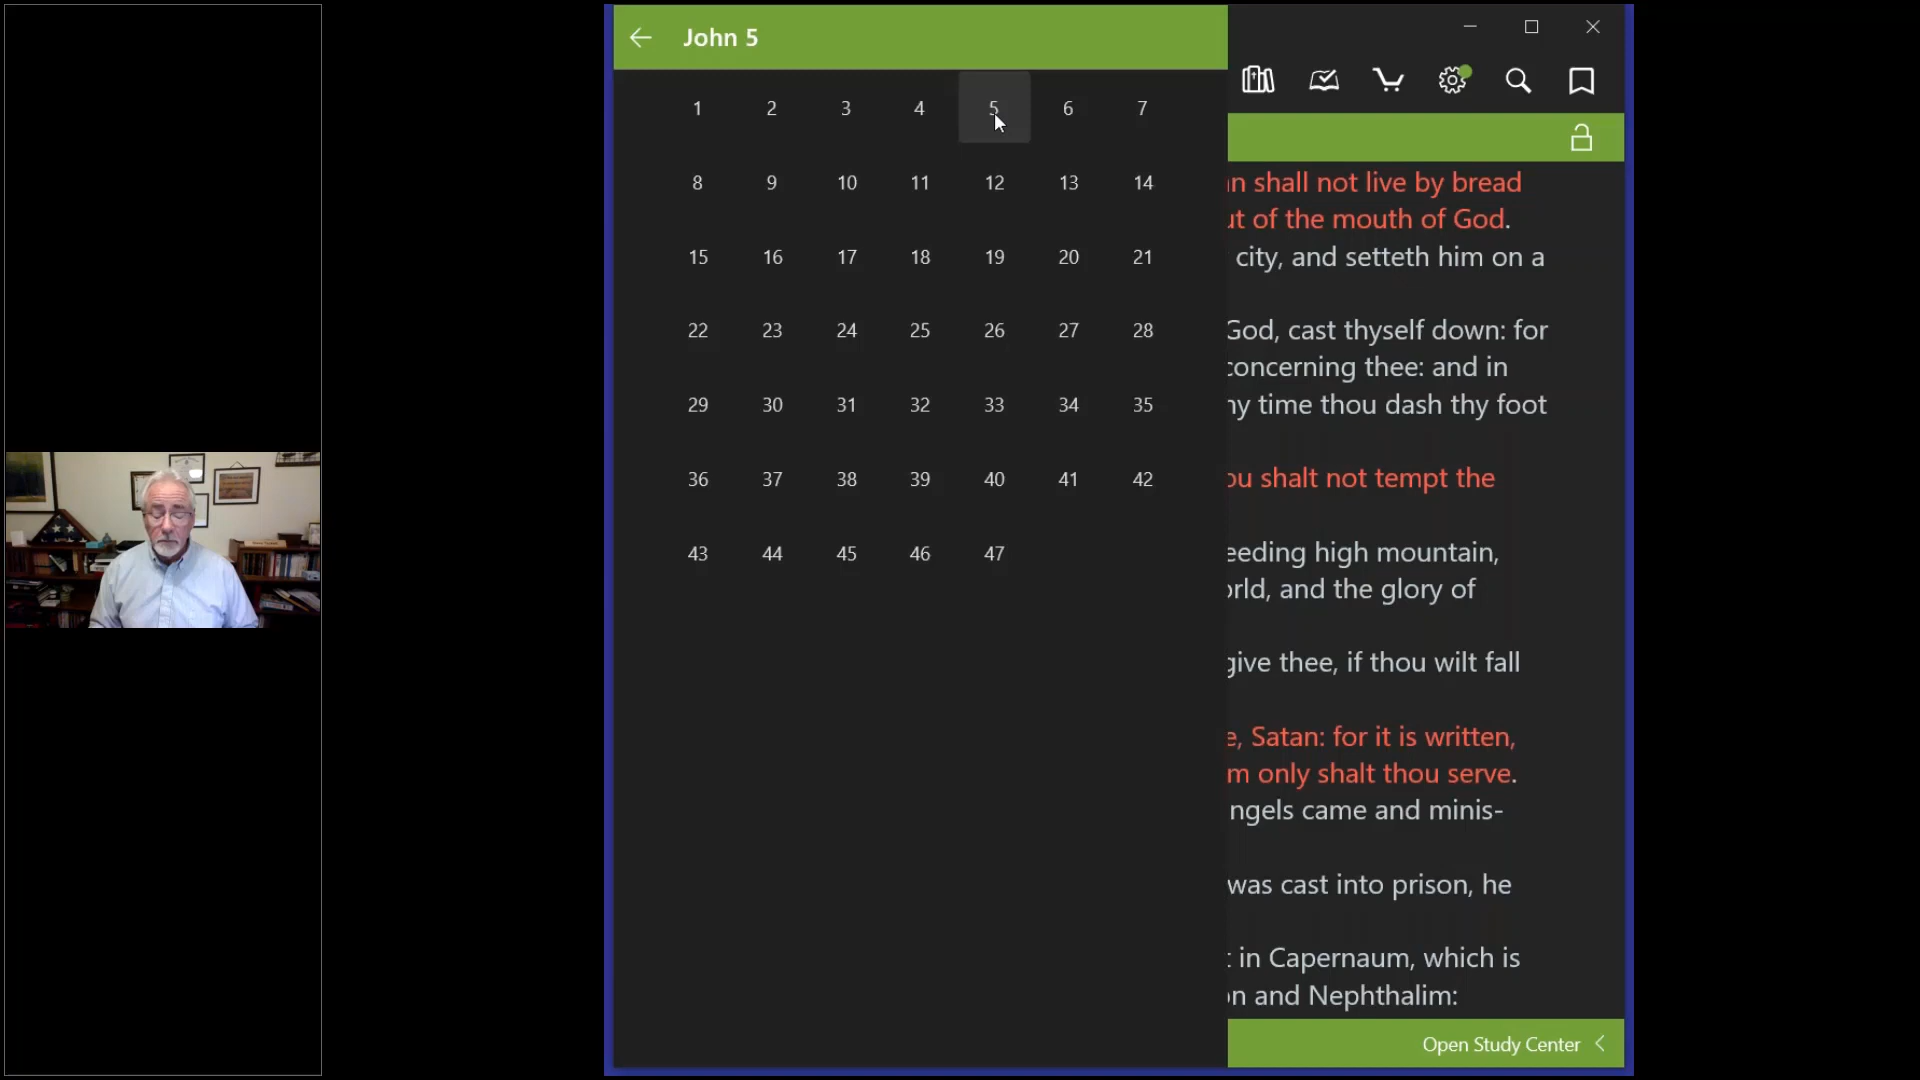 John 5
1 2 3 4 5 6 7
8 9 10 11 12 13 14
15 16 17 18 19 20 21
22 23 24 25 26 27 28
29 30 31 32 33 34 35
36 37 38 39 40 41 42
43 44 45 46 47
n shall not live by bread
ut of the mouth of God.
city, and setteth him on a
God, cast thyself down: for
concerning thee: and in
ny time thou dash thy foot
ou shalt not tempt the
eeding high mountain,
orld, and the glory of
give thee, if thou wilt fall
e, Satan: for it is written,
m only shalt thou serve.
ngels came and minis-
was cast into prison, he
t in Capernaum, which is
on and Nephthalim:
Open Study Center